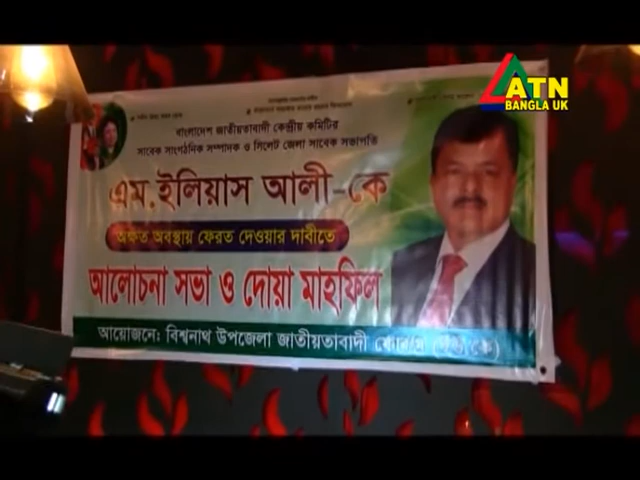 ATN
BANGLA UK
বাংলাদেশ জাতীয়তাবাদী কেন্দ্রীয় কমিটির
সাবেক সাংগঠনিক সম্পাদক ও সিলেট জেলা সাবেক সভাপতি
এম.ইলিয়াস আলী-কে
অক্ষত অবস্থায় ফেরত দেওয়ার দাবীতে
আলোচনা সভা ও দোয়া মাহফিল
আয়োজনে: বিশ্বনাথ উপজেলা জাতীয়তাবাদী